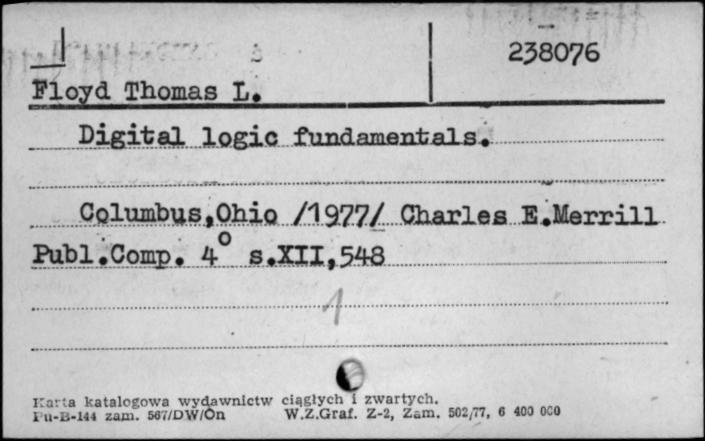 238076
Floyd Thomas L.
Digital logic fundamentals.
Columbus,Ohio /1977/ Charles E.Merrill
Publ.Comp. 4° s.XII,548
1
Karta katalogowa wydawnictw ciągłych i zwartych.
Pu-B-144 zam. 567/DW/On W.Z.Graf. Z-2, Zam. 502/77, 6 400 000